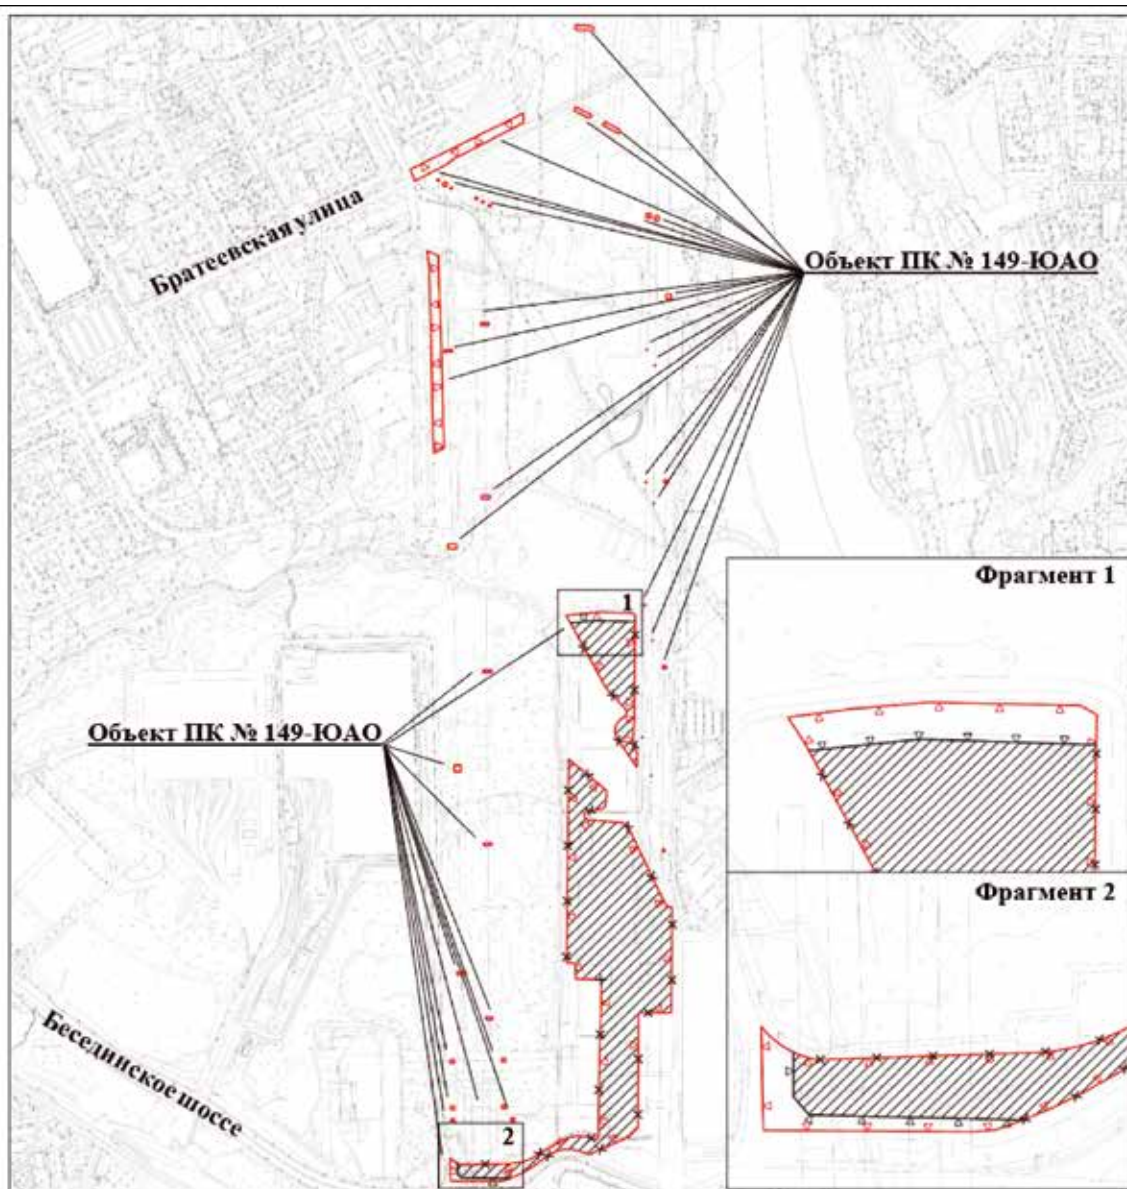 Братеевская улица
Объект ПК № 149-ЮАО
Фрагмент 1
1
Объект ПК № 149-ЮАО
Фрагмент 2
Бесединское шоссе
2